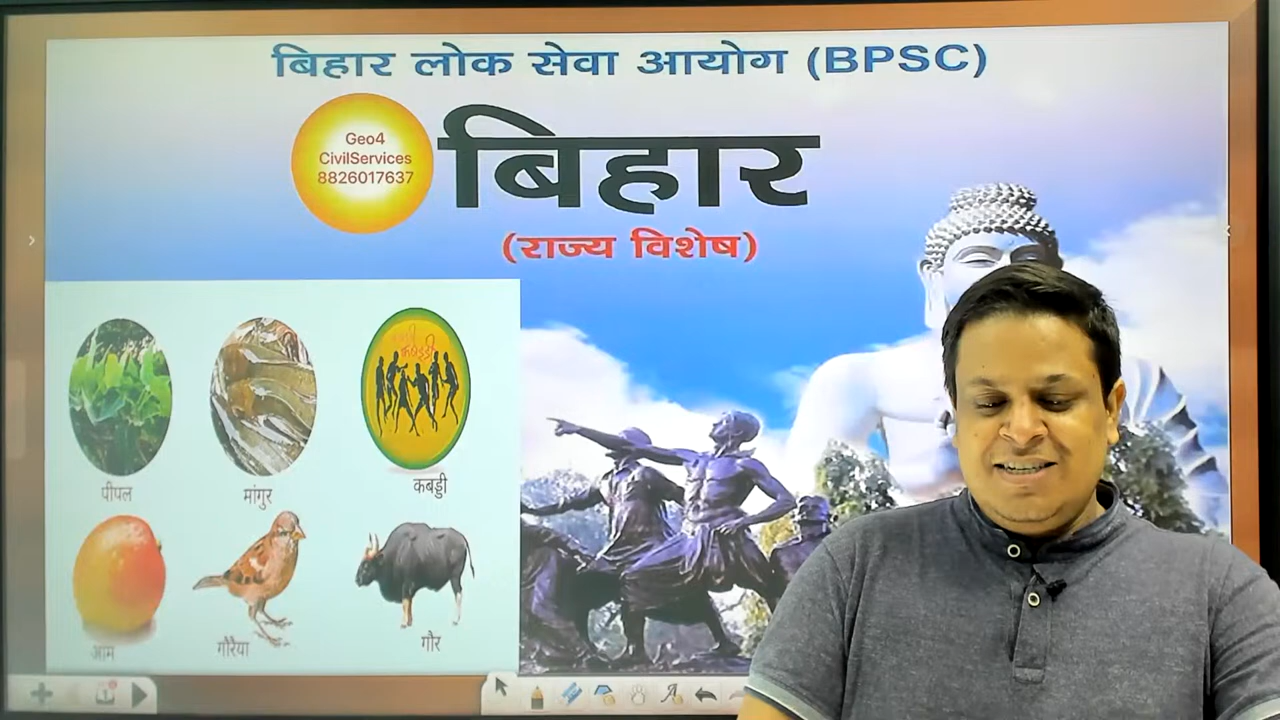 बिहार लोक सेवा आयोग (BPSC)
Geo4
CivilServices
8826017637
बिहार
(राज्य विशेष)
कबड्डी
पीपल
मांगुर
कबड्डी
आम
गौरैया
गौर